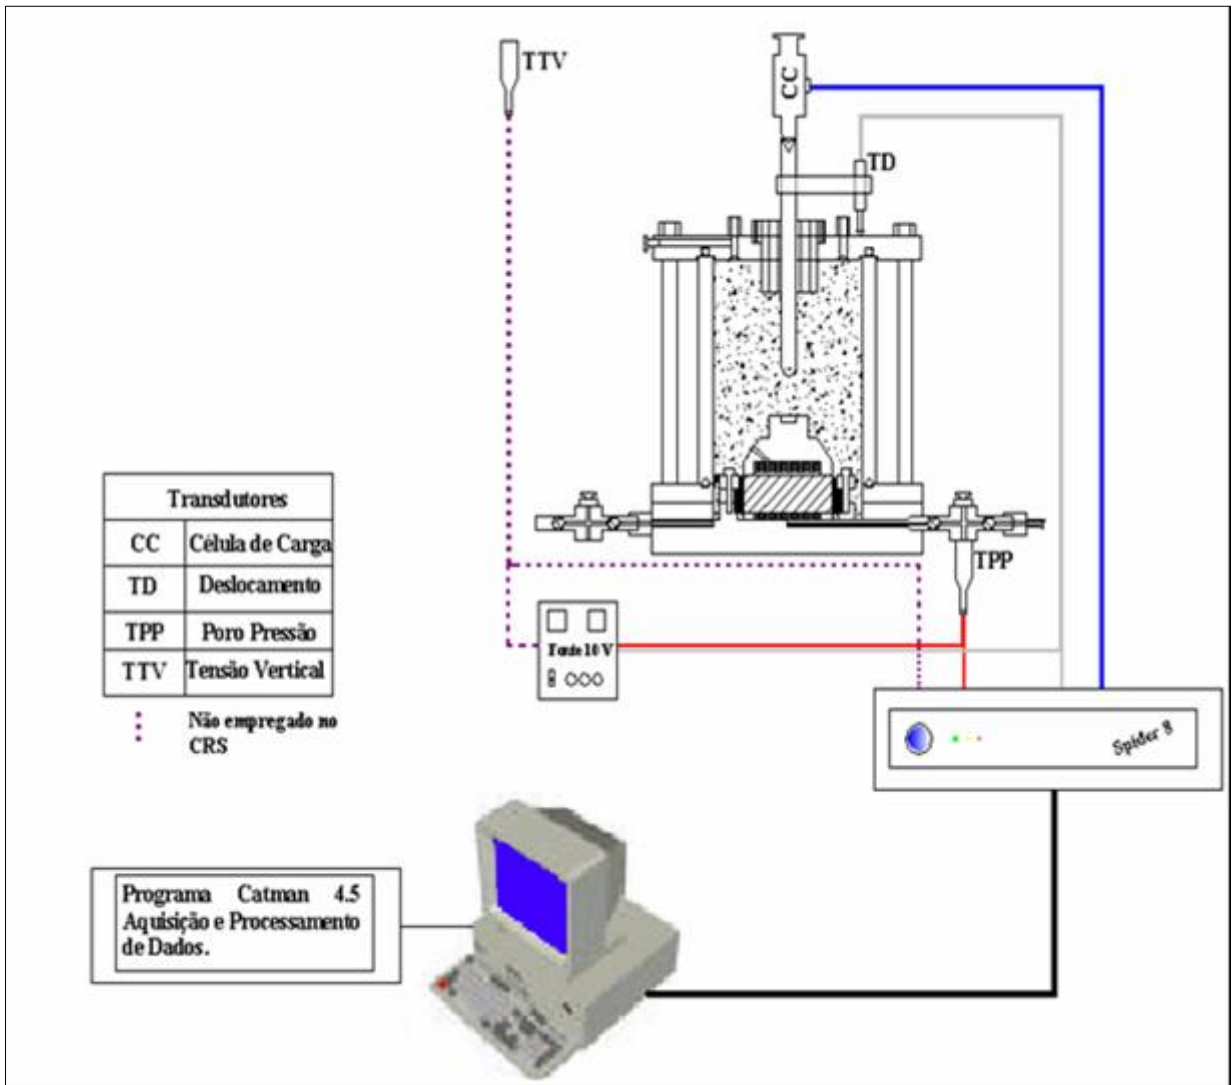 TTV
CC
TD
Transdutores
CC Célula de Carga
TD Deslocamento
TPP Poro Pressão
TTV Tensão Vertical
Não empregado no
CRS
TPP
Fonte 10 V
Spider 8
Programa Catman 4.5
Aquisição e Processamento
de Dados.